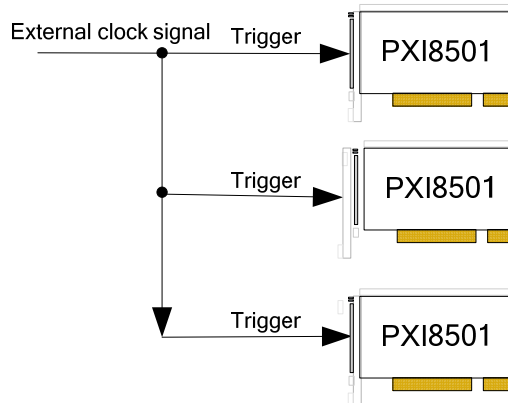 External clock signal
Trigger
PXI8501
Trigger
PXI8501
Trigger
PXI8501